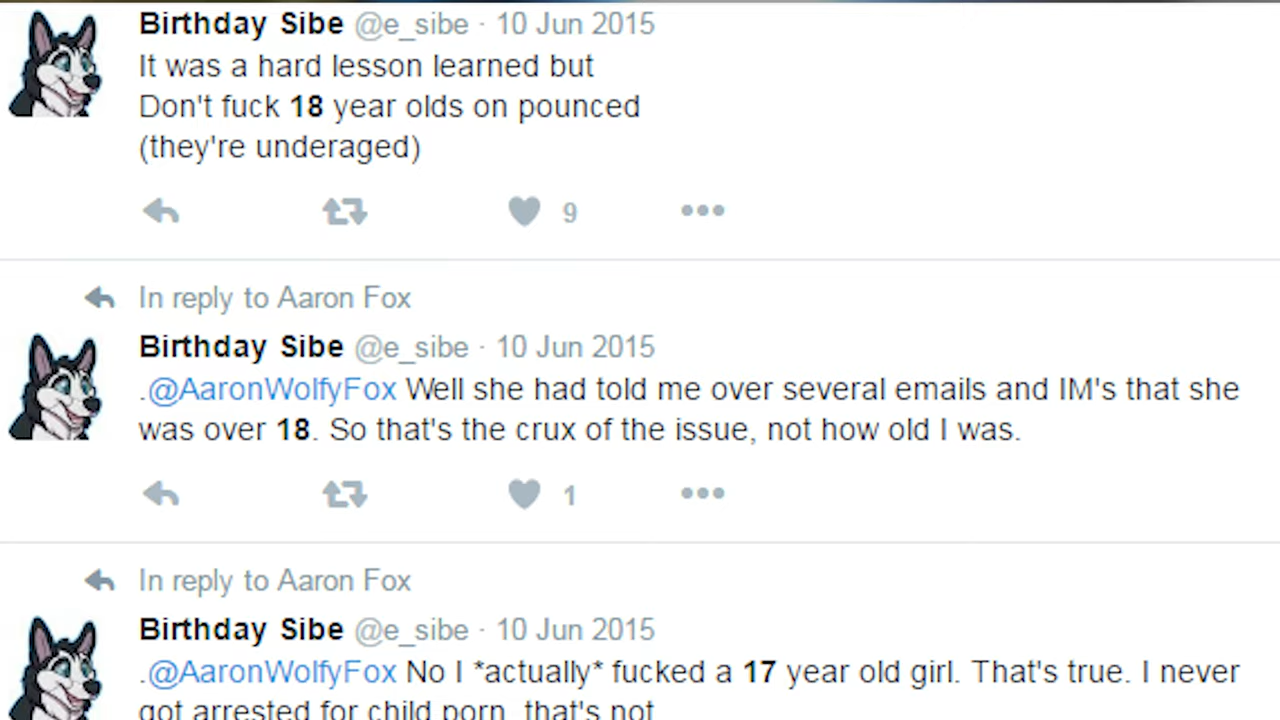 Birthday Sibe @e_sibe · 10 Jun 2015
It was a hard lesson learned but
Don't fuck 18 year olds on pounced
(they're underaged)
9
In reply to Aaron Fox
Birthday Sibe @e_sibe · 10 Jun 2015
.@AaronWolfyFox Well she had told me over several emails and IM's that she
was over 18. So that's the crux of the issue, not how old I was.
1
In reply to Aaron Fox
Birthday Sibe @e_sibe · 10 Jun 2015
.@AaronWolfyFox No I *actually* fucked a 17 year old girl. That's true. I never
got arrested for child porn, that's not